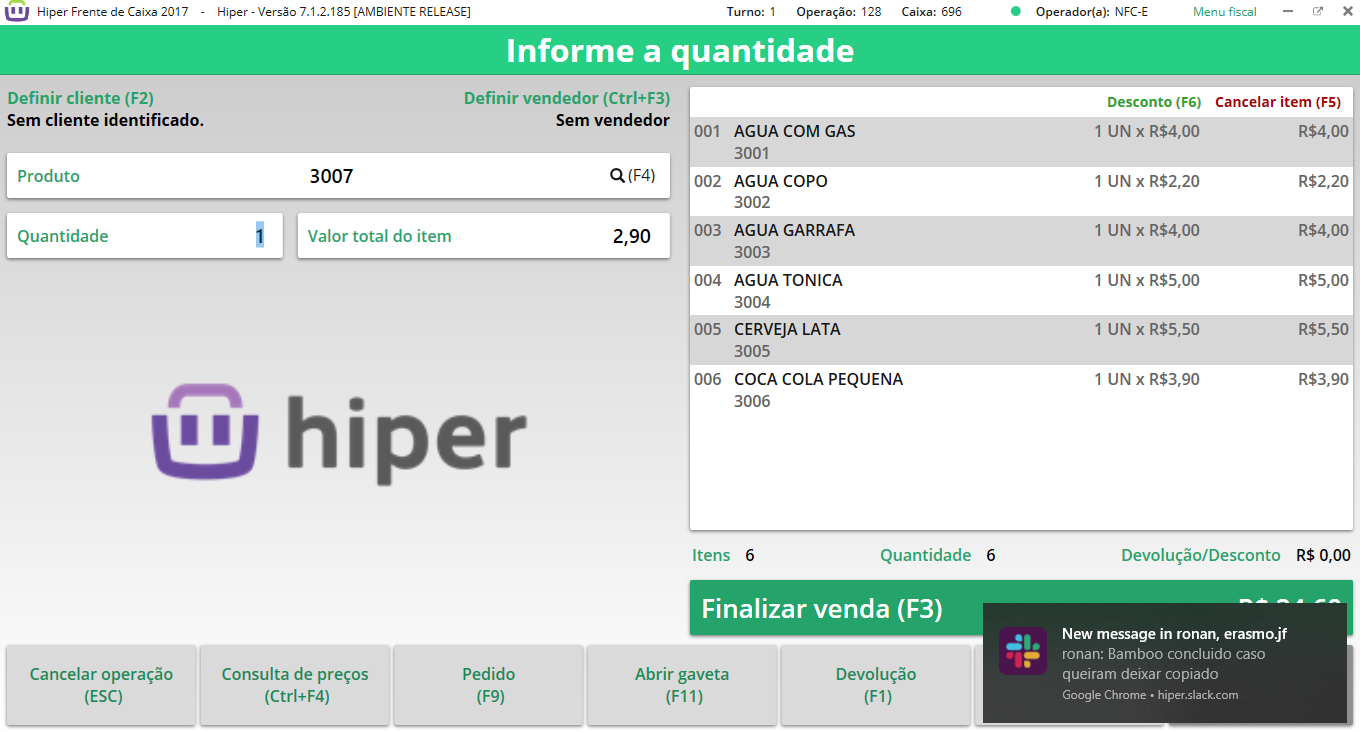 Hiper Frente de Caixa 2017 - Hiper - Versão 7.1.2.185 [AMBIENTE RELEASE] Turno: 1 Operação: 128 Caixa: 696 Operador(a): NFC-E Menu fiscal
Informe a quantidade
Definir cliente (F2) Definir vendedor (Ctrl+F3)
Sem cliente identificado. Sem vendedor
Produto 3007 (F4)
Quantidade 1 Valor total do item 2,90
hiper
Desconto (F6) Cancelar item (F5)
001 AGUA COM GAS 1 UN x R$4,00 R$4,00
3001
002 AGUA COPO 1 UN x R$2,20 R$2,20
3002
003 AGUA GARRAFA 1 UN x R$4,00 R$4,00
3003
004 AGUA TONICA 1 UN x R$5,00 R$5,00
3004
005 CERVEJA LATA 1 UN x R$5,50 R$5,50
3005
006 COCA COLA PEQUENA 1 UN x R$3,90 R$3,90
3006
Itens 6 Quantidade 6 Devolução/Desconto R$ 0,00
Finalizar venda (F3)
Cancelar operação
(ESC)
Consulta de preços
(Ctrl+F4)
Pedido
(F9)
Abrir gaveta
(F11)
Devolução
(F1)
New message in ronan, erasmo.jf
ronan: Bamboo concluido caso
queiram deixar copiado
Google Chrome • hiper.slack.com